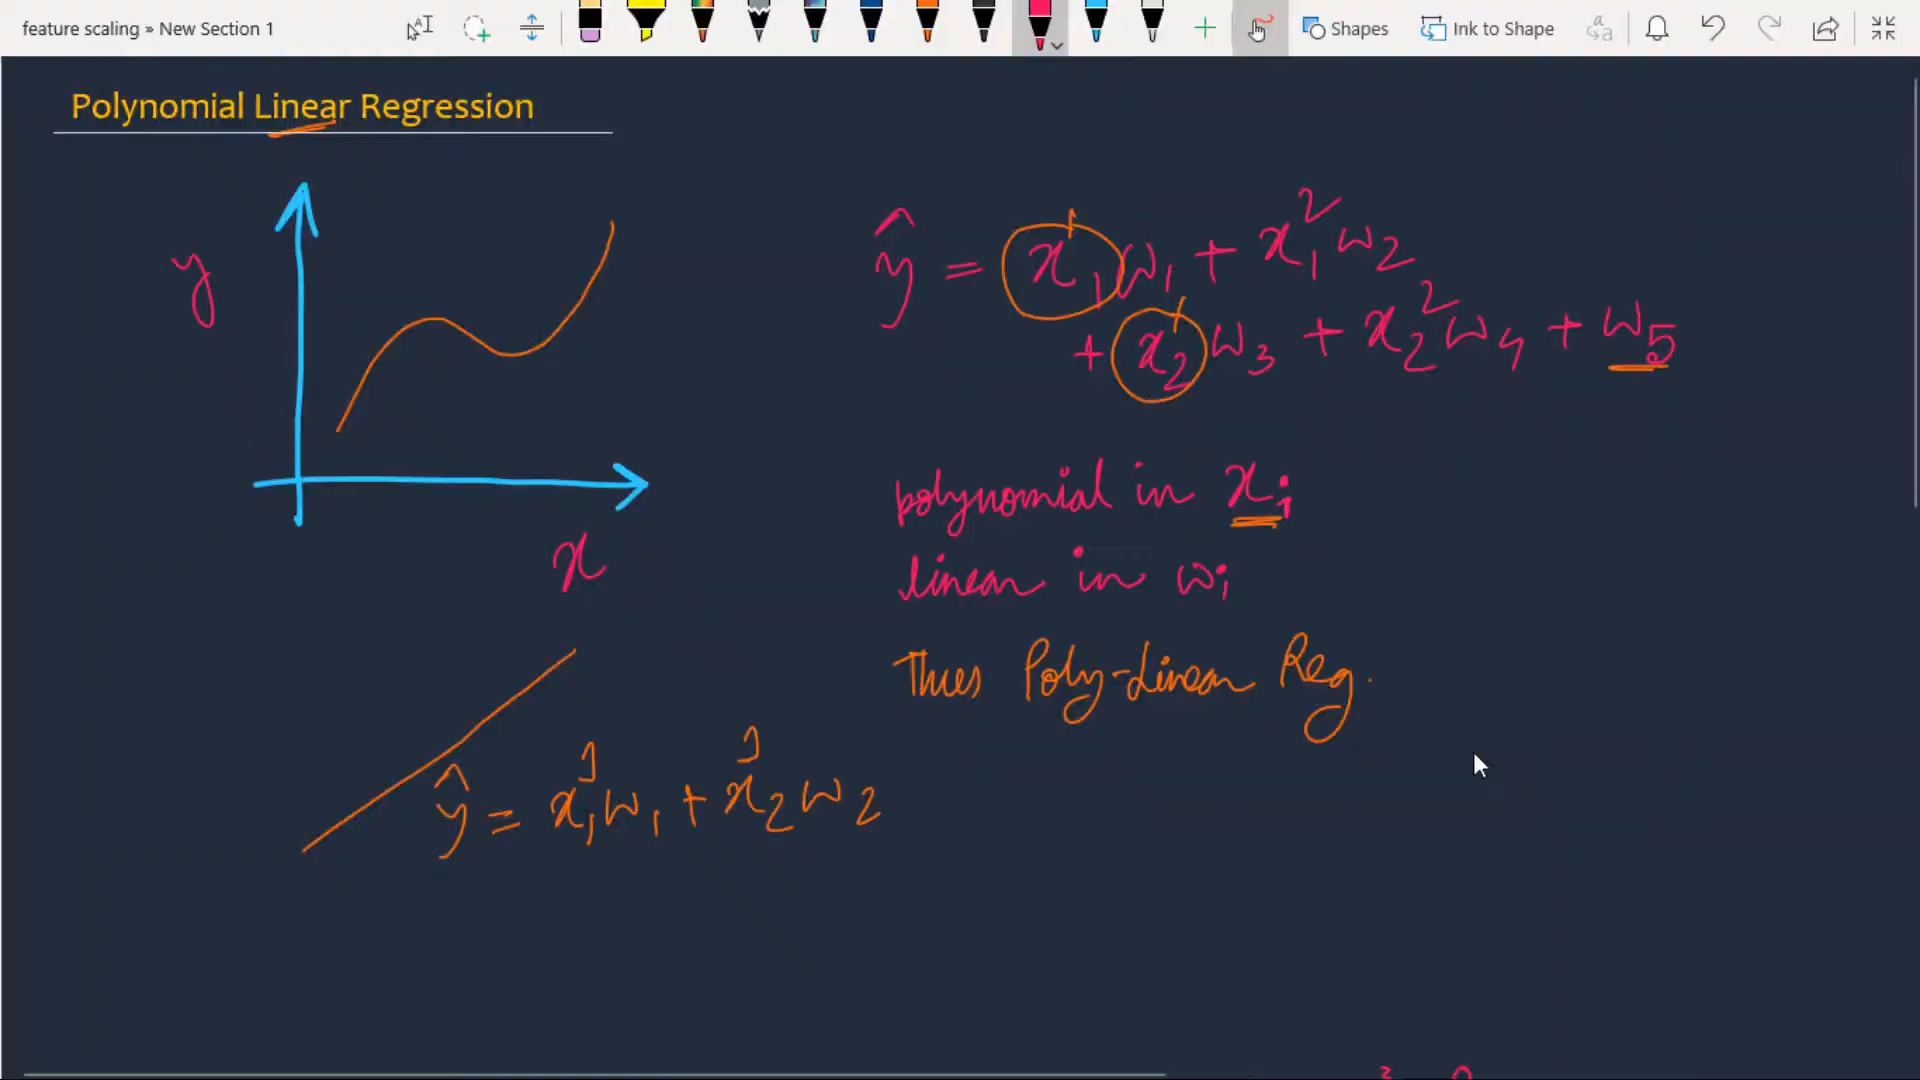 feature scaling » New Section 1
Shapes
Ink to Shape
Polynomial Linear Regression
y
x
ŷ = x₁¹w₁ + x₁²w₂
+ x₂¹w₃ + x₂²w₄ + w₅
polynomial in xᵢ
linear in wᵢ
Thus Poly-Linear Reg.
ŷ = x₁¹w₁ + x₂¹w₂